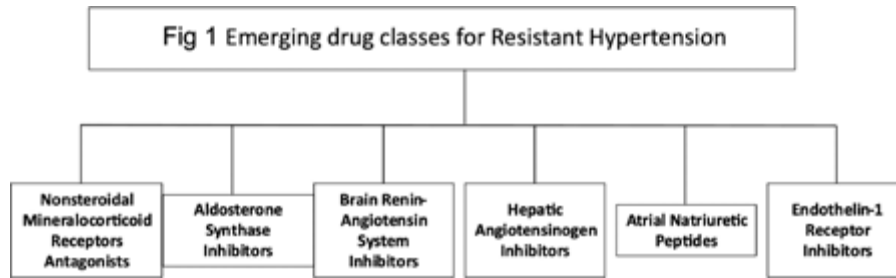 Fig 1 Emerging drug classes for Resistant Hypertension
Nonsteroidal
Mineralocorticoid
Receptors
Antagonists
Aldosterone
Synthase
Inhibitors
Brain Renin-
Angiotensin
System
Inhibitors
Hepatic
Angiotensinogen
Inhibitors
Atrial Natriuretic
Peptides
Endothelin-1
Receptor
Inhibitors